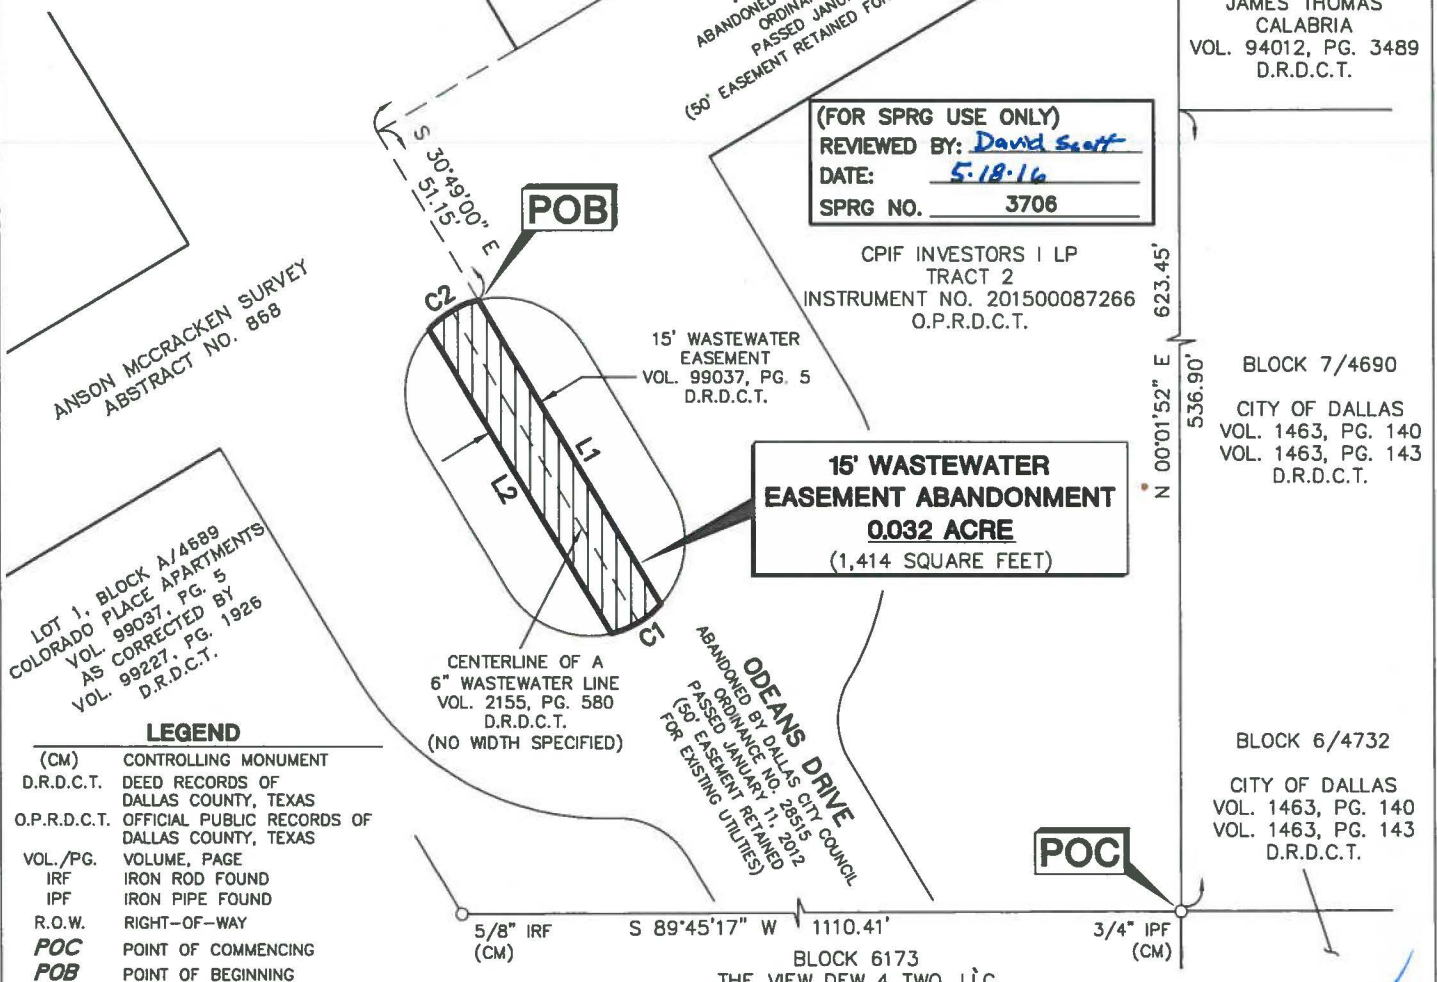 ABANDONED
ORDINA
PASSED JANU
(50' EASEMENT RETAINED FOR
JAMES THOMAS
CALABRIA
VOL. 94012, PG. 3489
D.R.D.C.T.
(FOR SPRG USE ONLY)
REVIEWED BY: David Scott
DATE: 5·18·16
SPRG NO. 3706
S 30°49'00" E
51.15'
POB
CPIF INVESTORS I LP
TRACT 2
INSTRUMENT NO. 201500087266
O.P.R.D.C.T.
ANSON MCCRACKEN SURVEY
ABSTRACT NO. 868
C2
15' WASTEWATER
EASEMENT
VOL. 99037, PG. 5
D.R.D.C.T.
N 00°01'52" E 623.45'
536.90'
BLOCK 7/4690
CITY OF DALLAS
VOL. 1463, PG. 140
VOL. 1463, PG. 143
D.R.D.C.T.
L1
L2
15' WASTEWATER
EASEMENT ABANDONMENT
0.032 ACRE
(1,414 SQUARE FEET)
LOT 1, BLOCK A/4689
COLORADO PLACE APARTMENTS
VOL. 99037, PG. 5
AS CORRECTED BY
VOL. 99227, PG. 1926
D.R.D.C.T.
C1
CENTERLINE OF A
6" WASTEWATER LINE
VOL. 2155, PG. 580
D.R.D.C.T.
(NO WIDTH SPECIFIED)
ODEANS DRIVE
ABANDONED BY DALLAS CITY COUNCIL
ORDINANCE NO. 28515
PASSED JANUARY 11, 2012
(50' EASEMENT RETAINED
FOR EXISTING UTILITIES)
LEGEND
(CM) CONTROLLING MONUMENT
D.R.D.C.T. DEED RECORDS OF
DALLAS COUNTY, TEXAS
O.P.R.D.C.T. OFFICIAL PUBLIC RECORDS OF
DALLAS COUNTY, TEXAS
VOL./PG. VOLUME, PAGE
IRF IRON ROD FOUND
IPF IRON PIPE FOUND
R.O.W. RIGHT-OF-WAY
POC POINT OF COMMENCING
POB POINT OF BEGINNING
BLOCK 6/4732
CITY OF DALLAS
VOL. 1463, PG. 140
VOL. 1463, PG. 143
D.R.D.C.T.
POC
5/8" IRF
(CM)
S 89°45'17" W 1110.41'
3/4" IPF
(CM)
BLOCK 6173
THE VIEW DFW 4 TWO, LLC